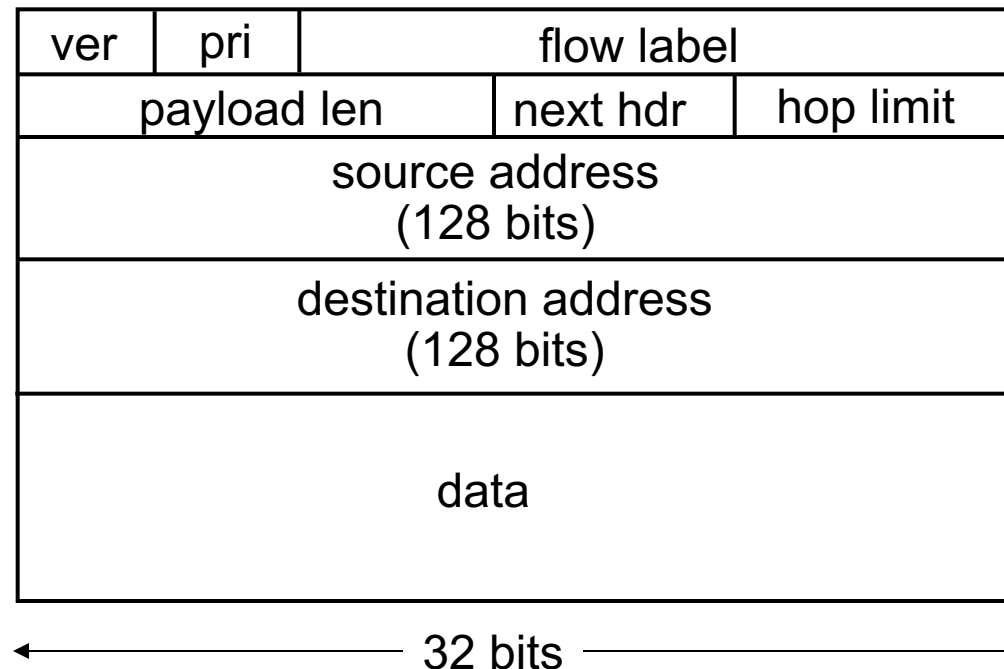 ver pri flow label
payload len next hdr hop limit
source address
(128 bits)
destination address
(128 bits)
data
32 bits